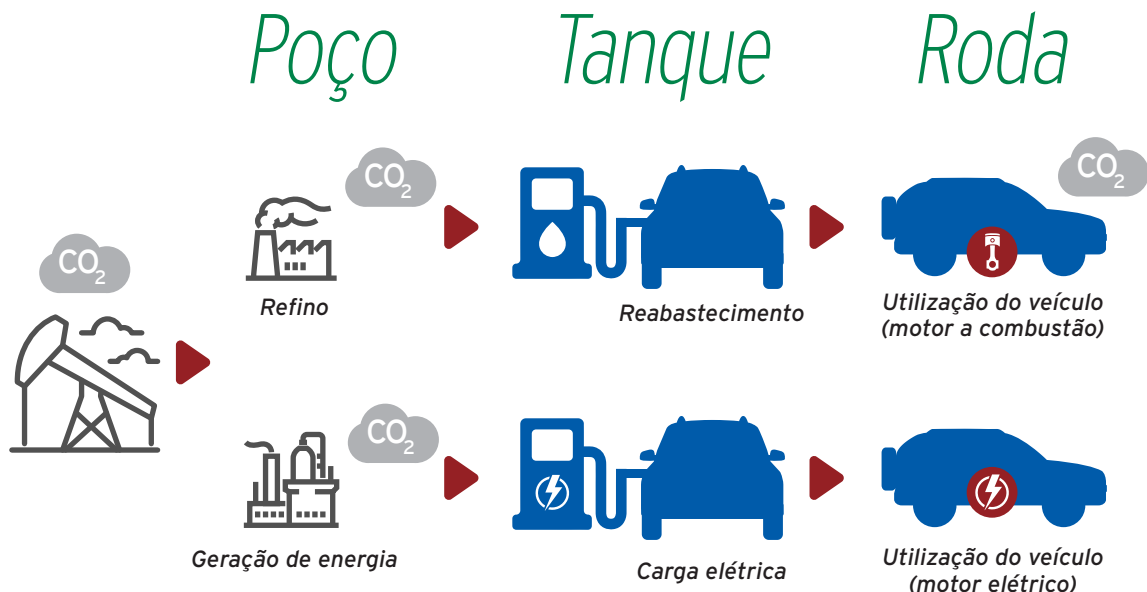 Poço
Tanque
Roda
CO2
CO2
CO2
Refino
Reabastecimento
Utilização do veículo
(motor a combustão)
CO2
Geração de energia
Carga elétrica
Utilização do veículo
(motor elétrico)